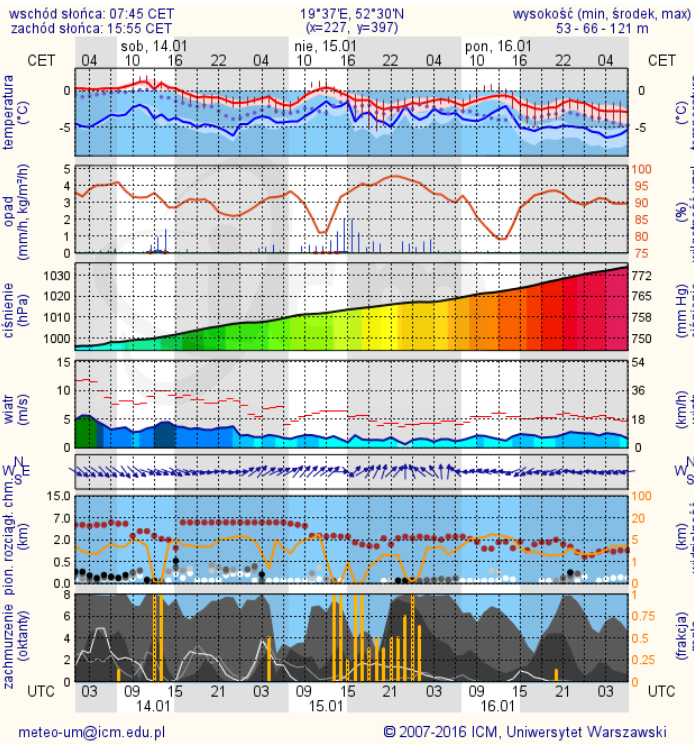 wschód słońca: 07:45 CET 19°37'E, 52°30'N wysokość (min, środek, max)
zachód słońca: 15:55 CET (x=227, y=397) 53 - 66 - 121 m
sob, 14.01 nie, 15.01 pon, 16.01
CET 04 10 16 22 04 10 16 22 04 10 16 22 04 CET
temperatura
(°C)
0
-5
0
-5
(°C)
opad
(mm/h, kg/m²/h)
5
4
3
2
1
0
100
95
90
85
80
75
(%)
ciśnienie
(hPa)
1030
1020
1010
1000
772
765
758
750
(mm Hg)
wiatr
(m/s)
15
10
5
0
54
36
18
0
(km/h)
N
W E
S
N
W
S
pion. rozciągł. chm.
(km)
15.0
7.0
2.0
0.5
0.0
100
20
5
1
0
(km)
zachmurzenie
(oktanty)
8
6
4
2
0
1
0.75
0.5
0.25
0
(frakcja)
UTC 03 09 15 21 03 09 15 21 03 09 15 21 03 UTC
14.01 15.01 16.01
meteo-um@icm.edu.pl © 2007-2016 ICM, Uniwersytet Warszawski